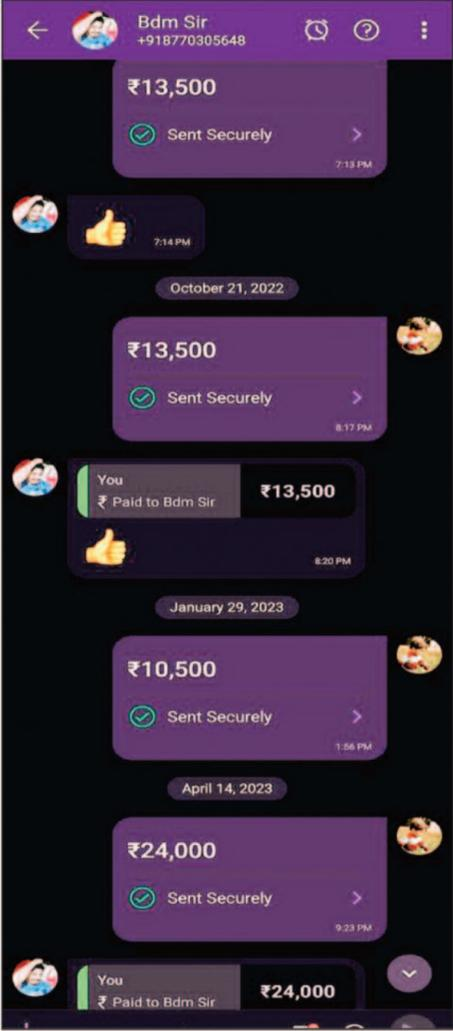 Bdm Sir
+918770305648
₹13,500
Sent Securely
7:13 PM
7:14 PM
October 21, 2022
₹13,500
Sent Securely
8:17 PM
You
₹ Paid to Bdm Sir
₹13,500
8:20 PM
January 29, 2023
₹10,500
Sent Securely
1:56 PM
April 14, 2023
₹24,000
Sent Securely
9:23 PM
You
₹ Paid to Bdm Sir
₹24,000